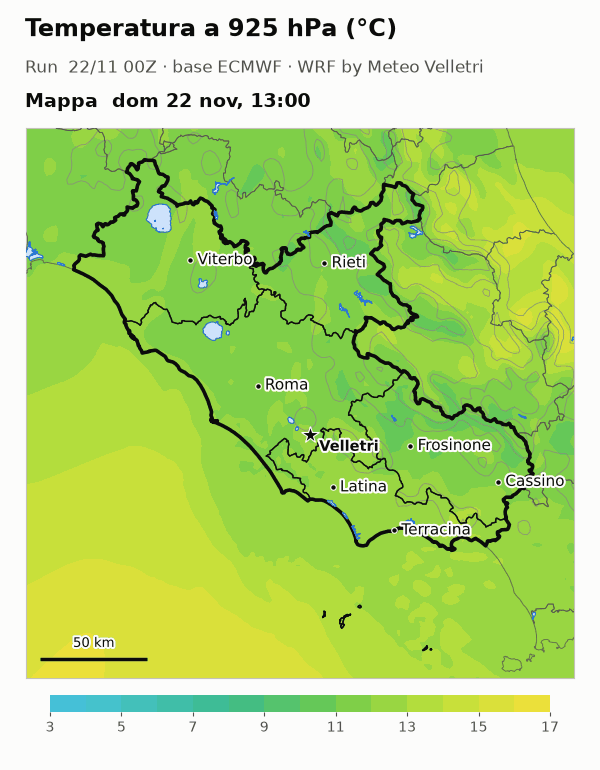 Temperatura a 925 hPa (°C)
Run  22/11 00Z · base ECMWF · WRF by Meteo Velletri
Mappa  dom 22 nov, 13:00
Viterbo
Rieti
Roma
Velletri
Frosinone
Latina
Cassino
Terracina
50 km
3 5 7 9 11 13 15 17